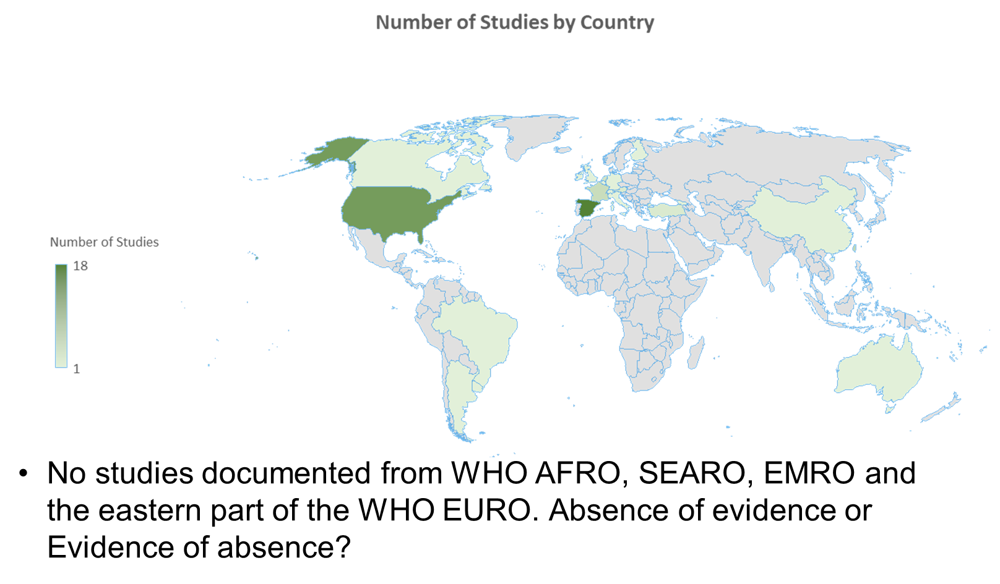 Number of Studies by Country
Number of Studies
18
1
• No studies documented from WHO AFRO, SEARO, EMRO and
the eastern part of the WHO EURO. Absence of evidence or
Evidence of absence?